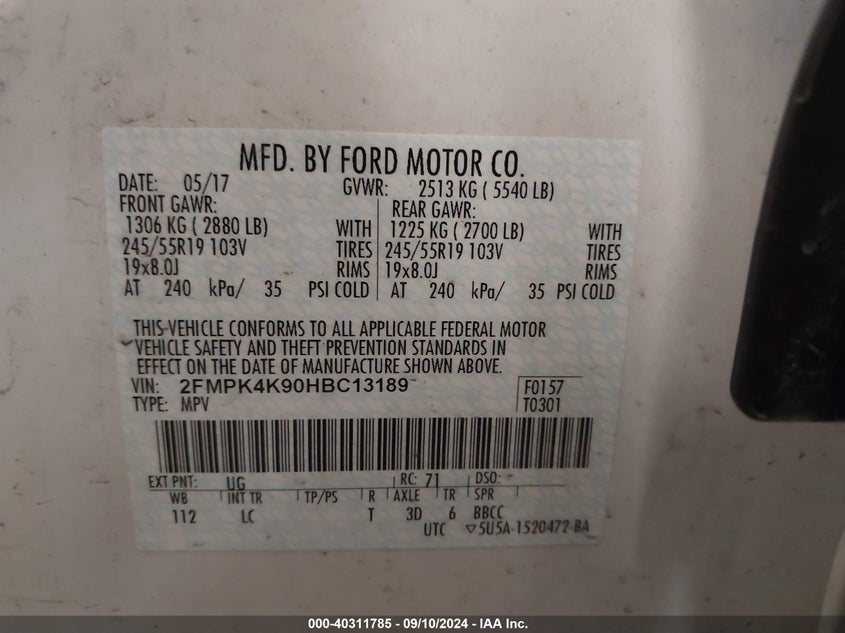 MFD. BY FORD MOTOR CO.
DATE: 05/17 GVWR: 2513 KG ( 5540 LB)
FRONT GAWR: REAR GAWR:
1306 KG ( 2880 LB) WITH 1225 KG ( 2700 LB) WITH
245/55R19 103V TIRES 245/55R19 103V TIRES
19x8.0J RIMS 19x8.0J RIMS
AT 240 kPa/ 35 PSI COLD AT 240 kPa/ 35 PSI COLD
THIS VEHICLE CONFORMS TO ALL APPLICABLE FEDERAL MOTOR
VEHICLE SAFETY AND THEFT PREVENTION STANDARDS IN
EFFECT ON THE DATE OF MANUFACTURE SHOWN ABOVE.
VIN: 2FMPK4K90HBC13189 F0157
TYPE: MPV T0301
EXT PNT: UG RC: 71 DSO:
WB INT TR TP/PS R AXLE TR SPR
112 LC T 3D 6 BBCC
UTC ▽5U5A-1520472-BA
000-40311785 - 09/10/2024 - IAA Inc.